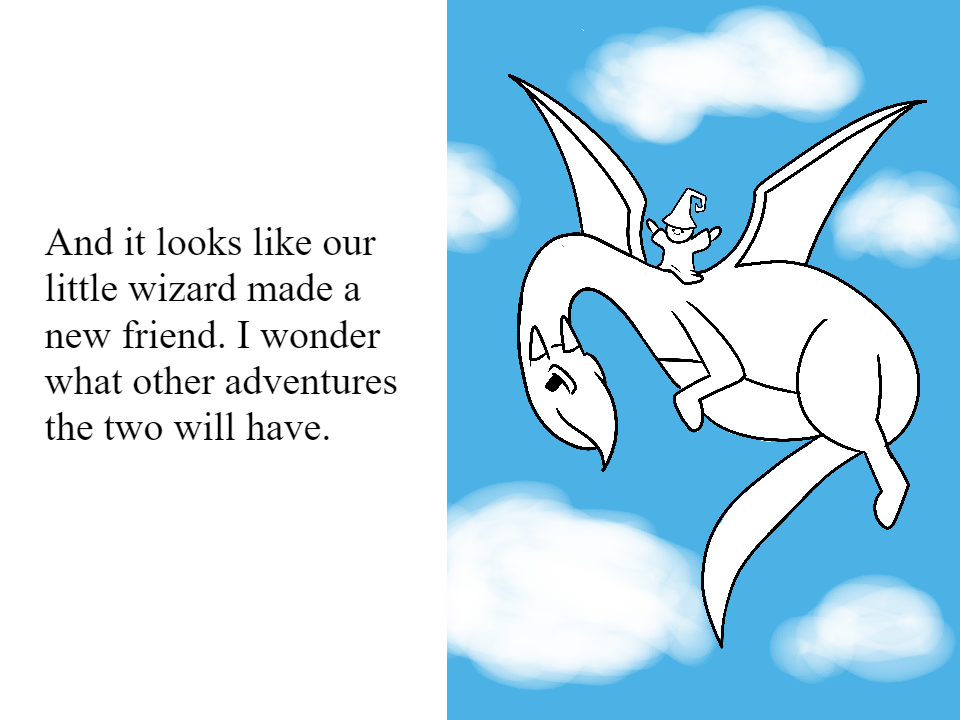 And it looks like our
little wizard made a
new friend. I wonder
what other adventures
the two will have.